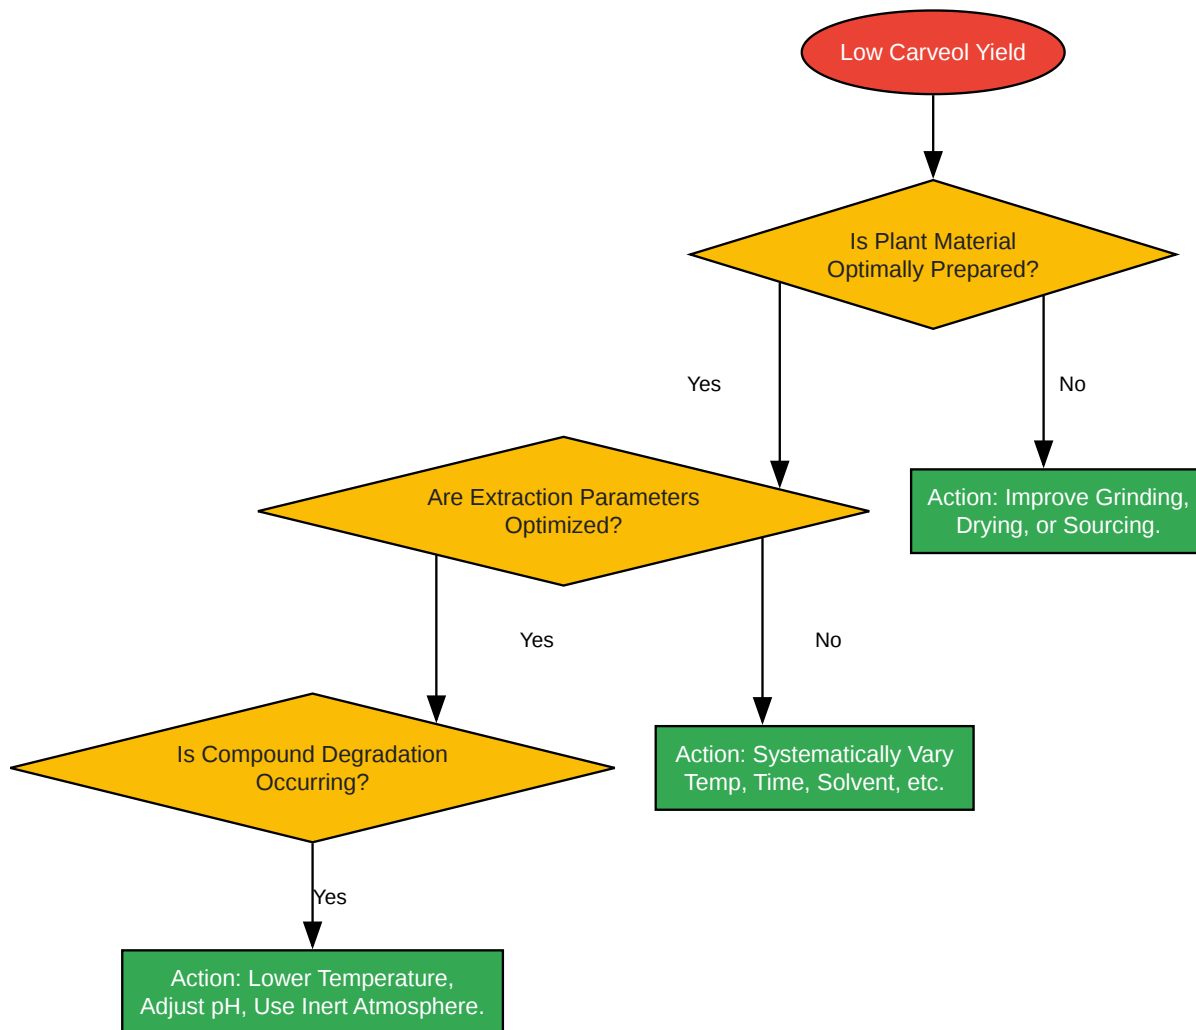 Low Carveol Yield
Is Plant Material
Optimally Prepared?
Yes
No
Are Extraction Parameters
Optimized?
Action: Improve Grinding,
Drying, or Sourcing.
Yes
No
Is Compound Degradation
Occurring?
Action: Systematically Vary
Temp, Time, Solvent, etc.
Yes
Action: Lower Temperature,
Adjust pH, Use Inert Atmosphere.